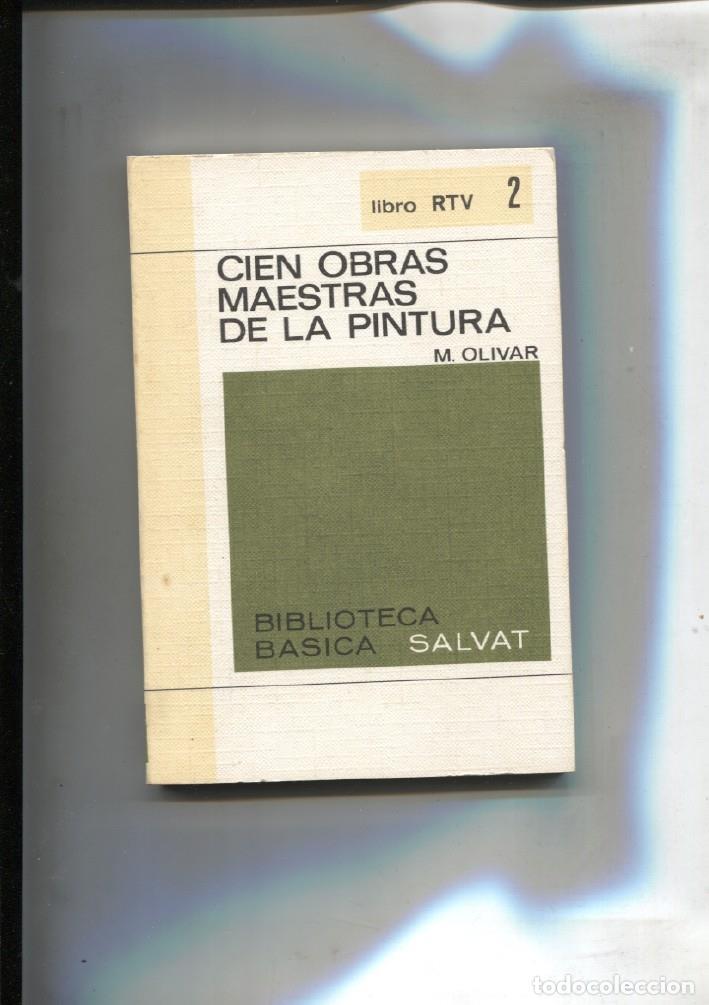 libro RTV 2
CIEN OBRAS
MAESTRAS
DE LA PINTURA
M. OLIVAR
BIBLIOTECA
BASICA SALVAT
todocoleccion